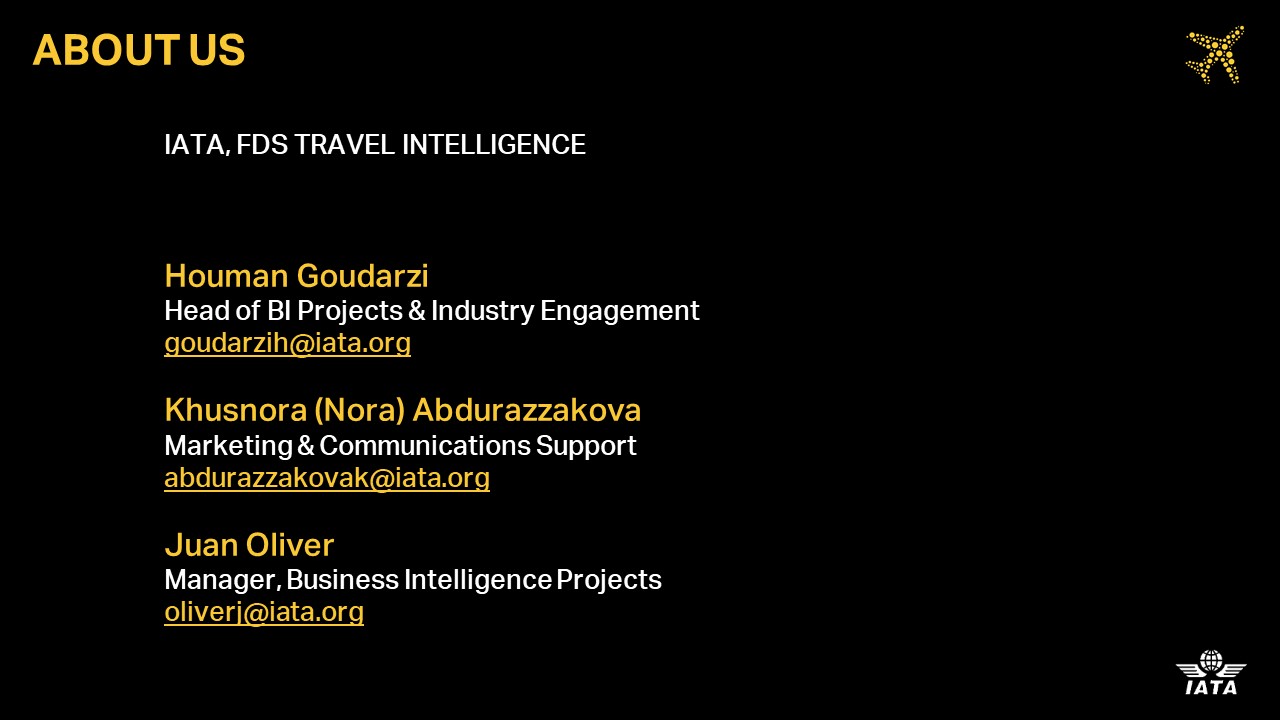 ABOUT US
IATA, FDS TRAVEL INTELLIGENCE
Houman Goudarzi
Head of BI Projects & Industry Engagement
goudarzih@iata.org
Khusnora (Nora) Abdurazzakova
Marketing & Communications Support
abdurazzakovak@iata.org
Juan Oliver
Manager, Business Intelligence Projects
oliverj@iata.org
IATA